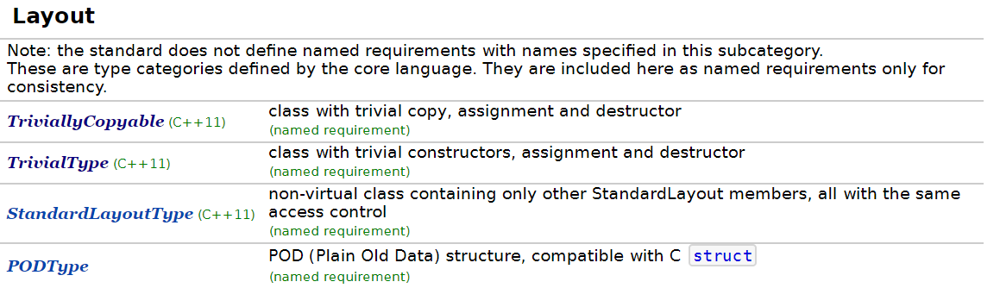 Layout
Note: the standard does not define named requirements with names specified in this subcategory.
These are type categories defined by the core language. They are included here as named requirements only for
consistency.
TriviallyCopyable (C++11)
class with trivial copy, assignment and destructor
(named requirement)
TrivialType (C++11)
class with trivial constructors, assignment and destructor
(named requirement)
StandardLayoutType (C++11)
non-virtual class containing only other StandardLayout members, all with the same
access control
(named requirement)
PODType
POD (Plain Old Data) structure, compatible with C struct
(named requirement)